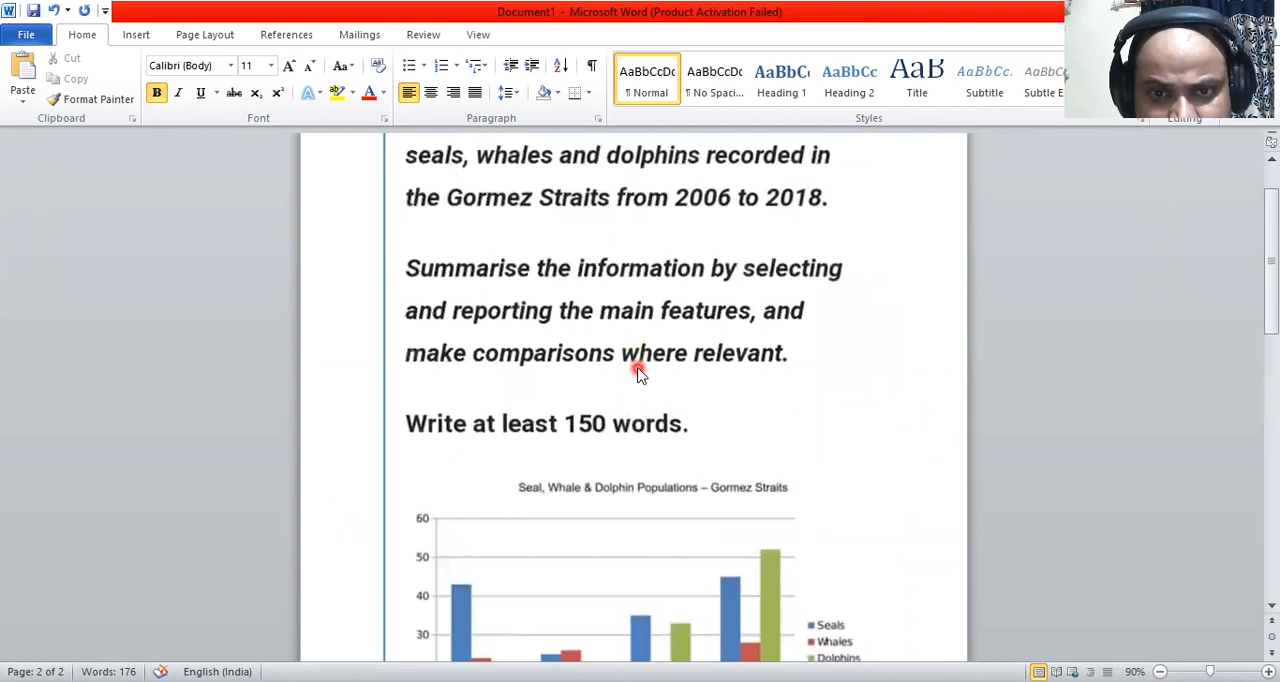 Document1 - Microsoft Word (Product Activation Failed)
File Home Insert Page Layout References Mailings Review View
Paste
Cut
Copy
Format Painter
Clipboard
Calibri (Body) 11
Font
Paragraph
AaBbCcDc AaBbCcDc AaBbC AaBbCc AaB AaBbCc. AaBbCc
¶ Normal ¶ No Spaci... Heading 1 Heading 2 Title Subtitle Subtle E
Styles
seals, whales and dolphins recorded in
the Gormez Straits from 2006 to 2018.
Summarise the information by selecting
and reporting the main features, and
make comparisons where relevant.
Write at least 150 words.
Seal, Whale & Dolphin Populations – Gormez Straits
60
50
40
30
Seals
Whales
Dolphins
Page: 2 of 2 Words: 176 English (India) 90%